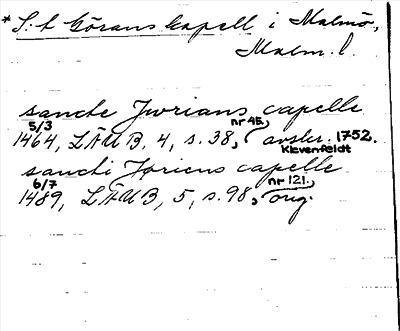 * S:t Görans kapell i Malmö,
Malm. l.
sancte Jwrians capelle
5/3 1464, LÄUB, 4, s. 38, nr 45, avskr. 1752.
Klevenfeldt
sancti Jøriens capelle
6/7 1489, LÄUB, 5, s. 98, nr 121, orig.